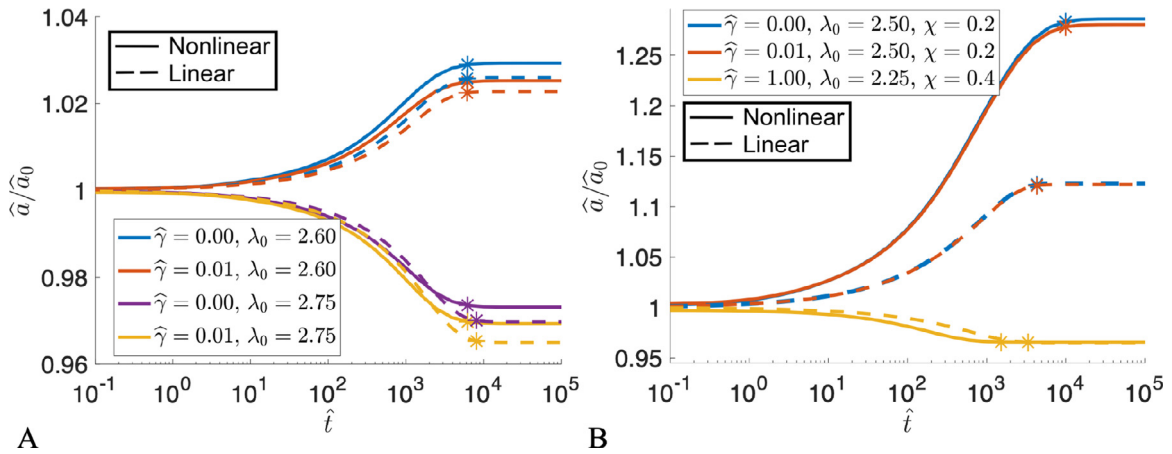 1.04
1.02
1
0.98
0.96
â/â₀
Nonlinear
Linear
γ̂ = 0.00, λ₀ = 2.60
γ̂ = 0.01, λ₀ = 2.60
γ̂ = 0.00, λ₀ = 2.75
γ̂ = 0.01, λ₀ = 2.75
10⁻¹ 10⁰ 10¹ 10² 10³ 10⁴ 10⁵
t̂
A
1.25
1.2
1.15
1.1
1.05
1
0.95
â/â₀
γ̂ = 0.00, λ₀ = 2.50, χ = 0.2
γ̂ = 0.01, λ₀ = 2.50, χ = 0.2
γ̂ = 1.00, λ₀ = 2.25, χ = 0.4
Nonlinear
Linear
10⁻¹ 10⁰ 10¹ 10² 10³ 10⁴ 10⁵
t̂
B